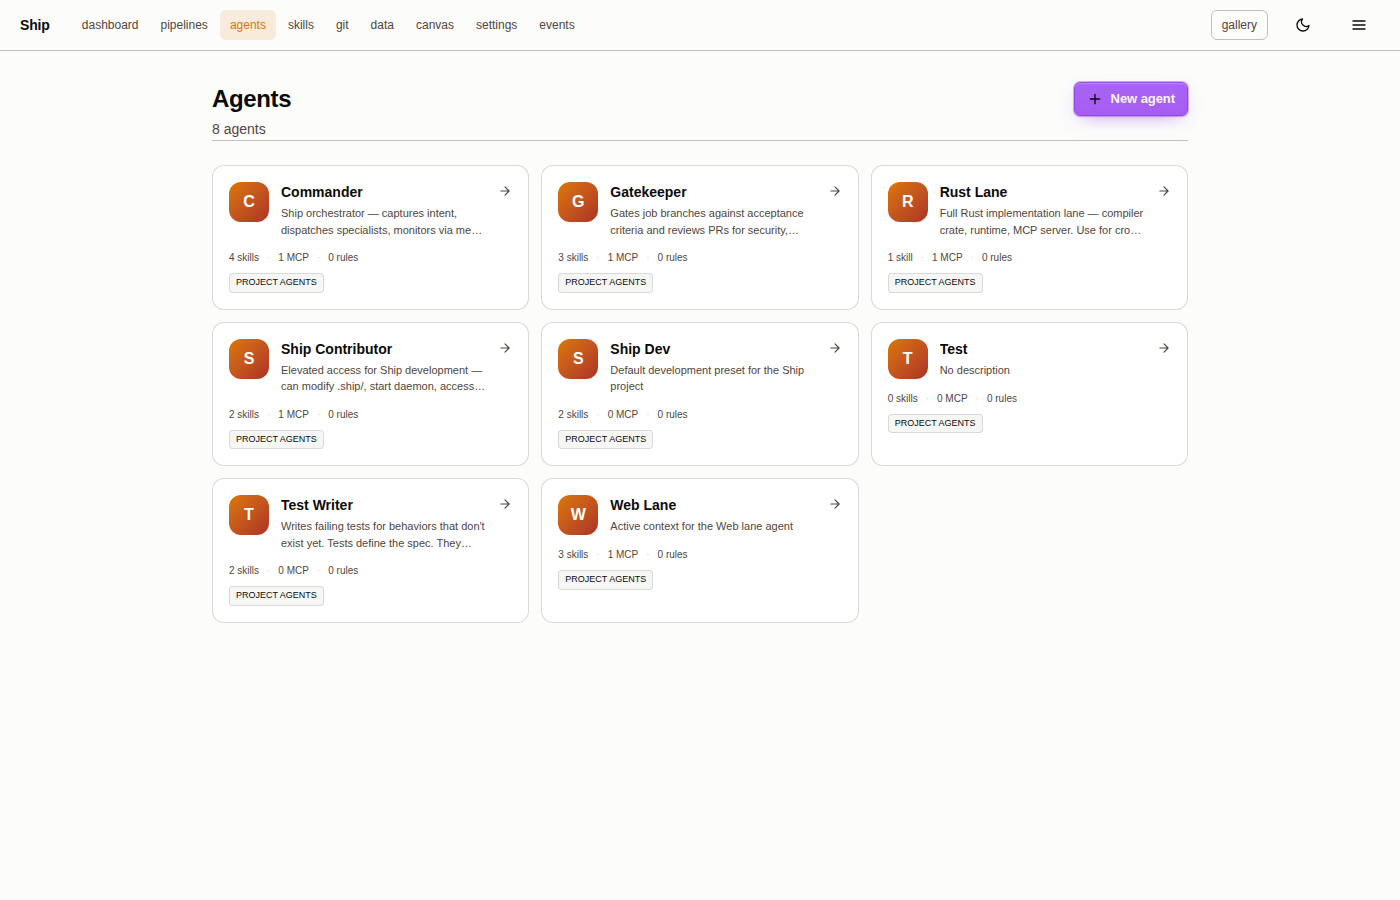 Ship dashboard pipelines agents skills git data canvas settings events gallery
Agents
New agent
8 agents
C
Commander
Ship orchestrator — captures intent,
dispatches specialists, monitors via me…
4 skills · 1 MCP · 0 rules
PROJECT AGENTS
G
Gatekeeper
Gates job branches against acceptance
criteria and reviews PRs for security,…
3 skills · 1 MCP · 0 rules
PROJECT AGENTS
R
Rust Lane
Full Rust implementation lane — compiler
crate, runtime, MCP server. Use for cro…
1 skill · 1 MCP · 0 rules
PROJECT AGENTS
S
Ship Contributor
Elevated access for Ship development —
can modify .ship/, start daemon, access…
2 skills · 1 MCP · 0 rules
PROJECT AGENTS
S
Ship Dev
Default development preset for the Ship
project
2 skills · 0 MCP · 0 rules
PROJECT AGENTS
T
Test
No description
0 skills · 0 MCP · 0 rules
PROJECT AGENTS
T
Test Writer
Writes failing tests for behaviors that don't
exist yet. Tests define the spec. They…
2 skills · 0 MCP · 0 rules
PROJECT AGENTS
W
Web Lane
Active context for the Web lane agent
3 skills · 1 MCP · 0 rules
PROJECT AGENTS